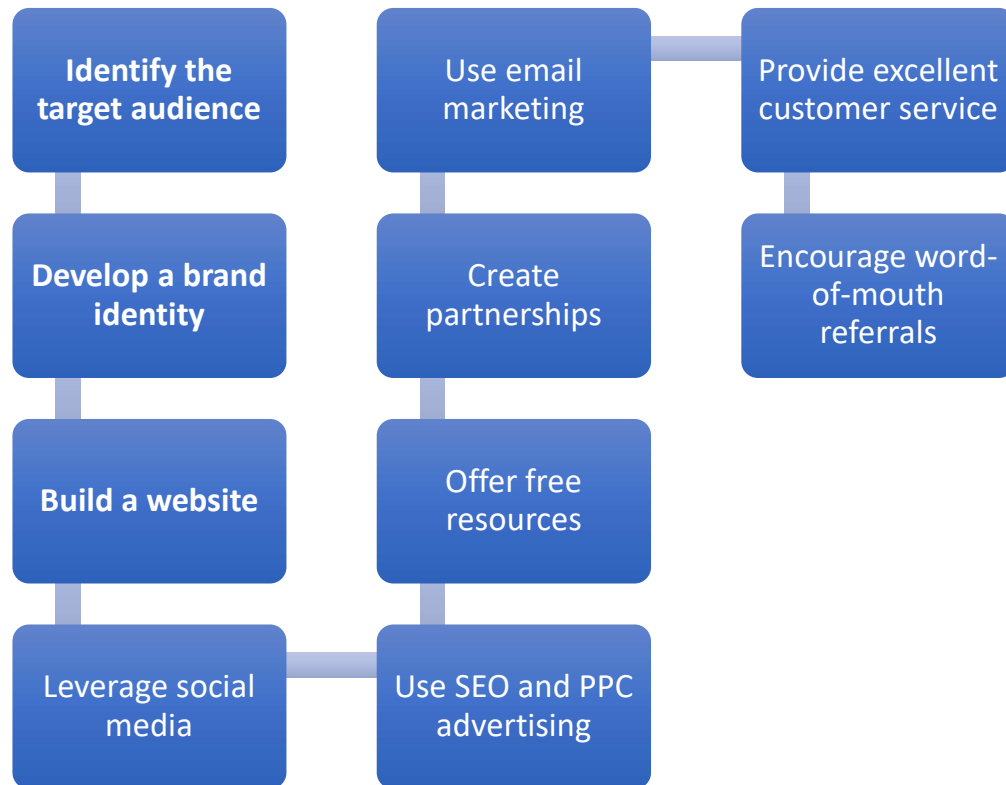 Identify the
target audience
Develop a brand
identity
Build a website
Leverage social
media
Use SEO and PPC
advertising
Offer free
resources
Create
partnerships
Use email
marketing
Provide excellent
customer service
Encourage word-
of-mouth
referrals